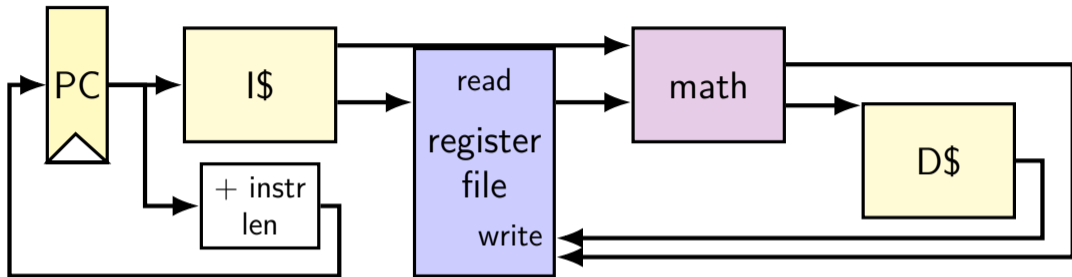 PC
I$
+ instr
len
read
register
file
write
math
D$